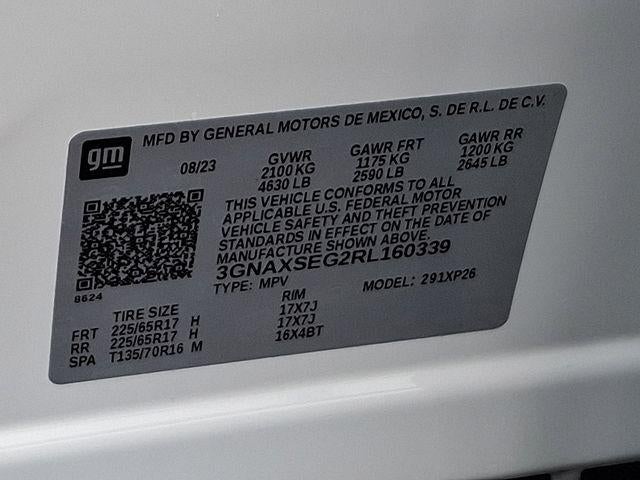 gm
MFD BY GENERAL MOTORS DE MEXICO, S. DE R.L. DE C.V.
08/23 GVWR GAWR FRT GAWR RR
2100 KG 1175 KG 1200 KG
4630 LB 2590 LB 2645 LB
THIS VEHICLE CONFORMS TO ALL
APPLICABLE U.S. FEDERAL MOTOR
VEHICLE SAFETY AND THEFT PREVENTION
STANDARDS IN EFFECT ON THE DATE OF
MANUFACTURE SHOWN ABOVE.
3GNAXSEG2RL160339
TYPE: MPV MODEL: 291XP26
8624
TIRE SIZE RIM
FRT 225/65R17 H 17X7J
RR 225/65R17 H 17X7J
SPA T135/70R16 M 16X4BT